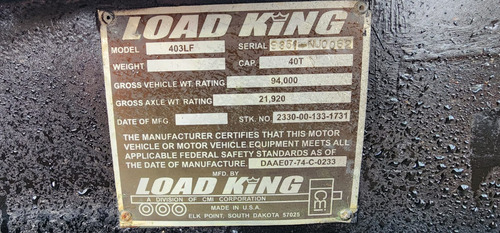 LOAD KING
MODEL 403LF SERIAL
WEIGHT CAP. 40T
GROSS VEHICLE WT. RATING 94,000
GROSS AXLE WT. RATING 21,920
DATE OF MFG. STK. NO. 2330-00-133-1731
THE MANUFACTURER CERTIFIES THAT THIS MOTOR
VEHICLE OR MOTOR VEHICLE EQUIPMENT MEETS ALL
APPLICABLE FEDERAL SAFETY STANDARDS AS OF
THE DATE OF MANUFACTURE. DAAE07-74-C-0233
MFD. BY
LOAD KING
A DIVISION OF CMI CORPORATION
MADE IN U.S.A.
ELK POINT, SOUTH DAKOTA 57025